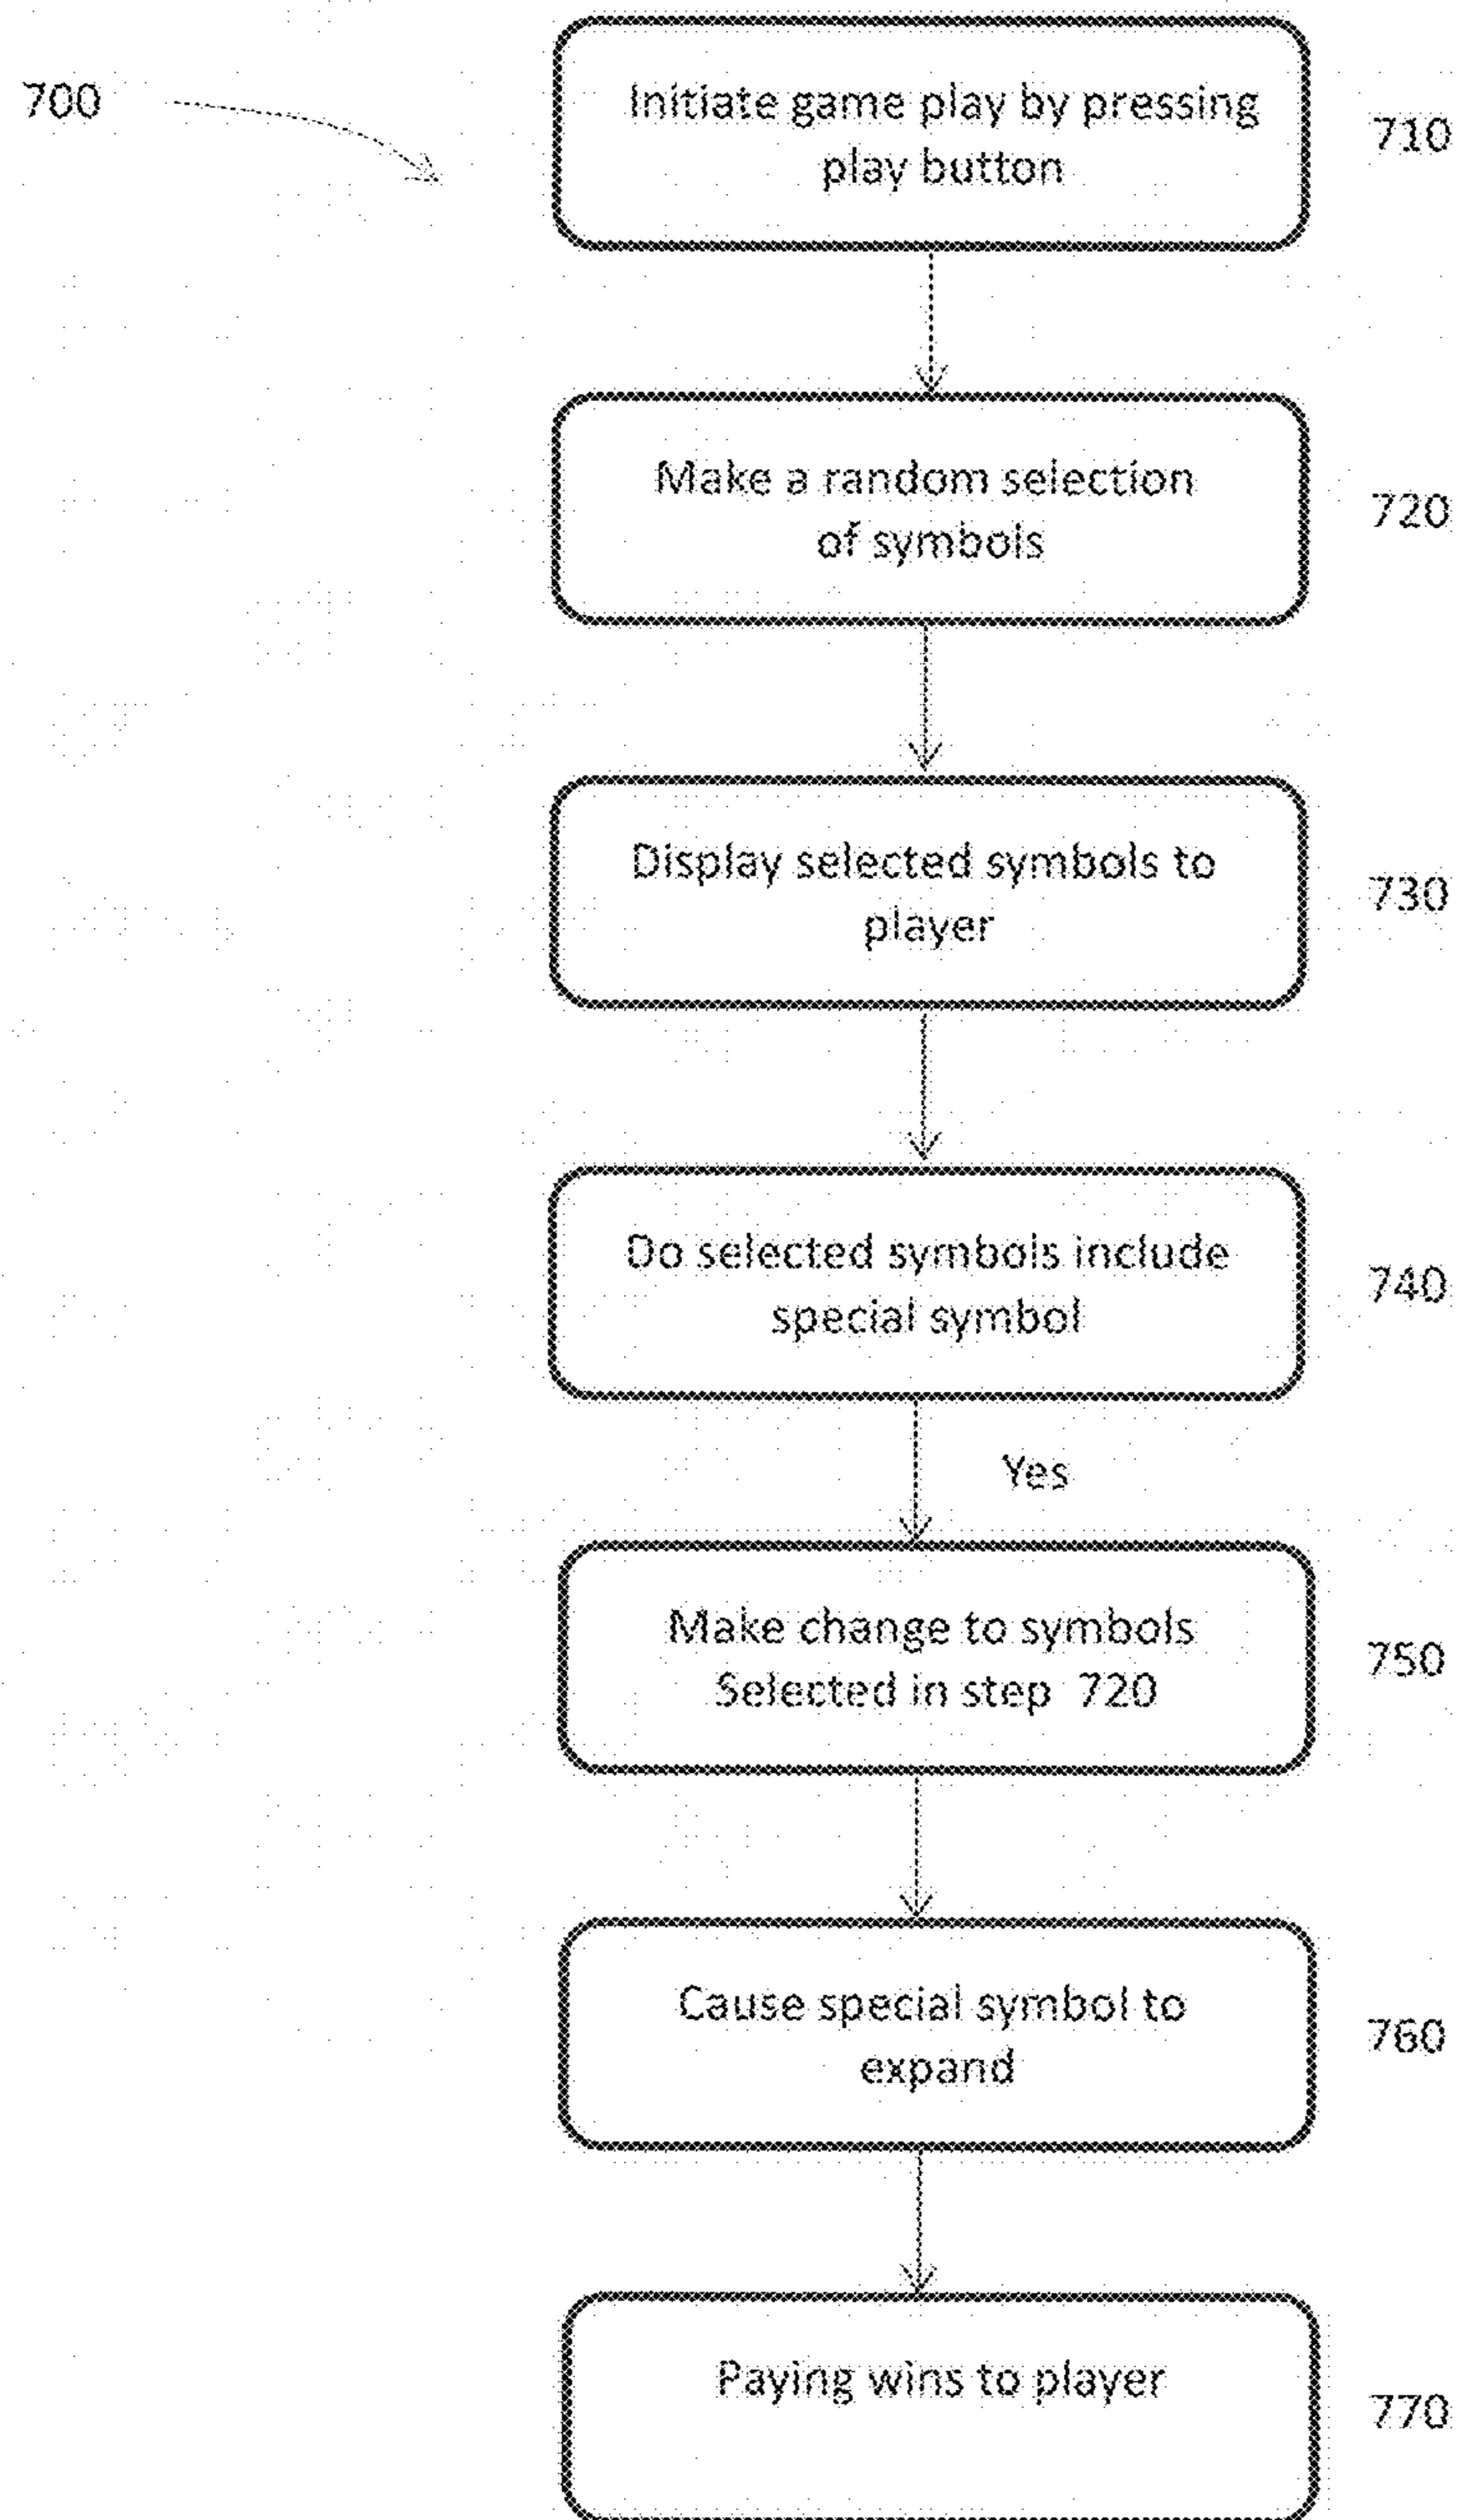 700
Initiate game play by pressing
play button
710
Make a random selection
of symbols
720
Display selected symbols to
player
730
Do selected symbols include
special symbol
740
Yes
Make change to symbols
Selected in step 720
750
Cause special symbol to
expand
760
Paying wins to player
770